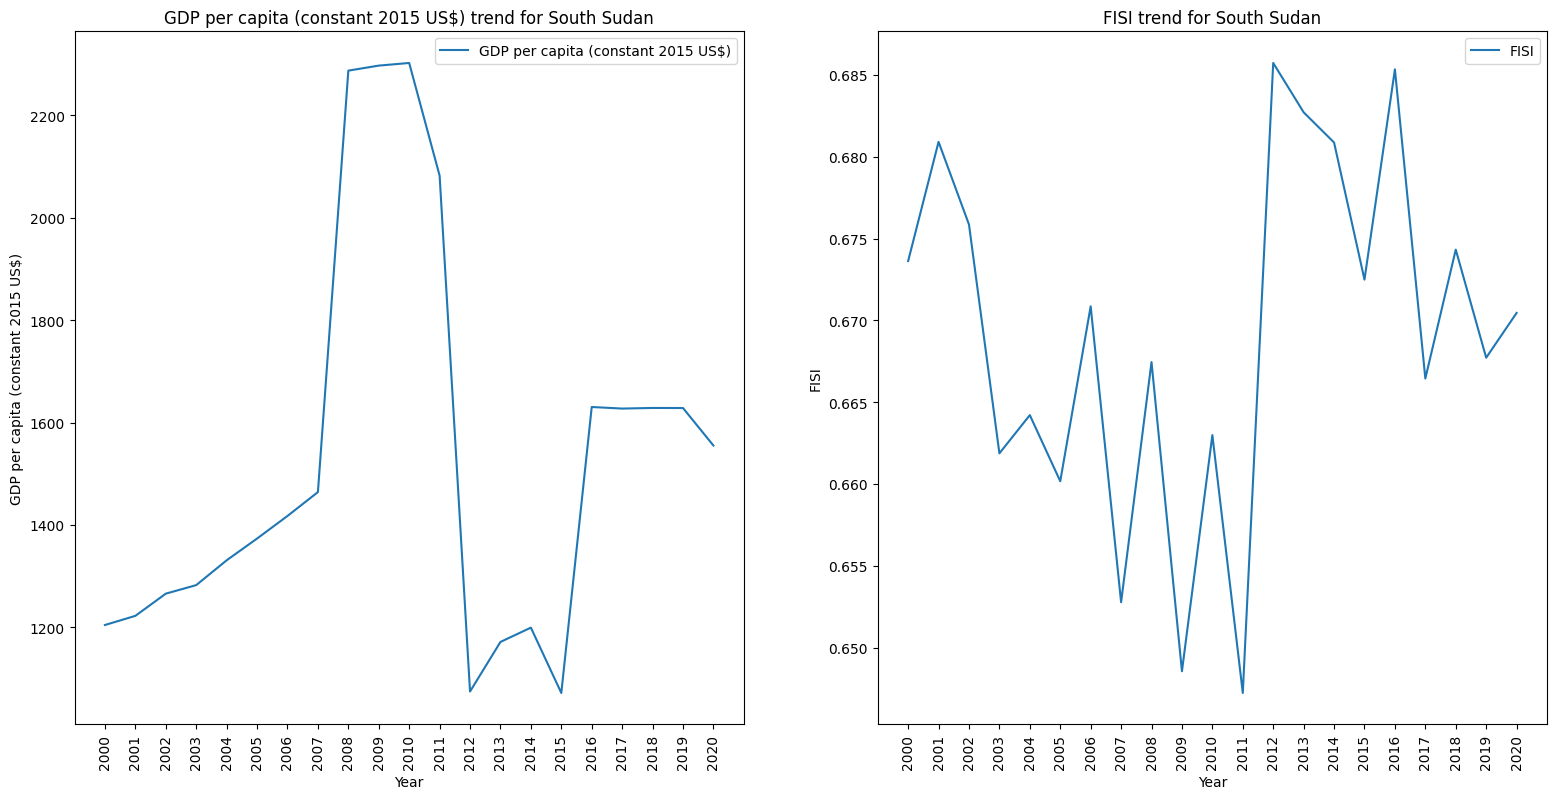 GDP per capita (constant 2015 US$) trend for South Sudan
GDP per capita (constant 2015 US$)
GDP per capita (constant 2015 US$)
2200
2000
1800
1600
1400
1200
2000 2001 2002 2003 2004 2005 2006 2007 2008 2009 2010 2011 2012 2013 2014 2015 2016 2017 2018 2019 2020
Year
FISI trend for South Sudan
FISI
FISI
0.685
0.680
0.675
0.670
0.665
0.660
0.655
0.650
2000 2001 2002 2003 2004 2005 2006 2007 2008 2009 2010 2011 2012 2013 2014 2015 2016 2017 2018 2019 2020
Year